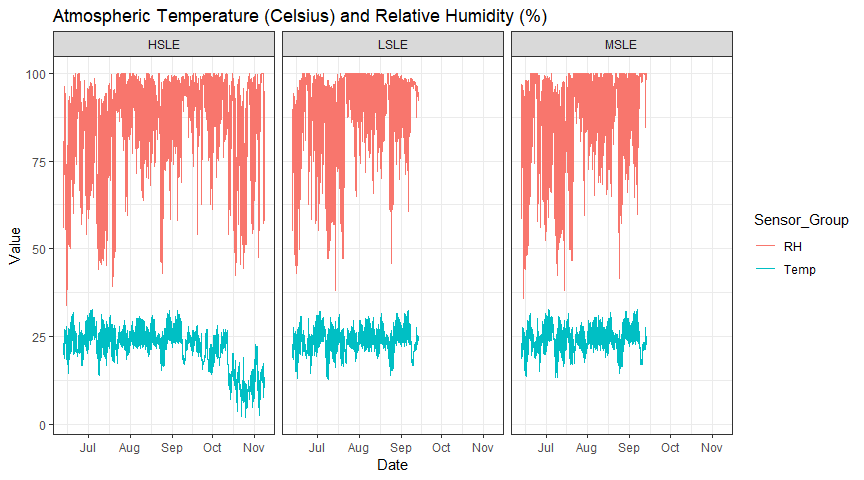 Atmospheric Temperature (Celsius) and Relative Humidity (%)
HSLE LSLE MSLE
100
75
50
25
0
Value
Jul Aug Sep Oct Nov Jul Aug Sep Oct Nov Jul Aug Sep Oct Nov
Date
Sensor_Group
RH
Temp